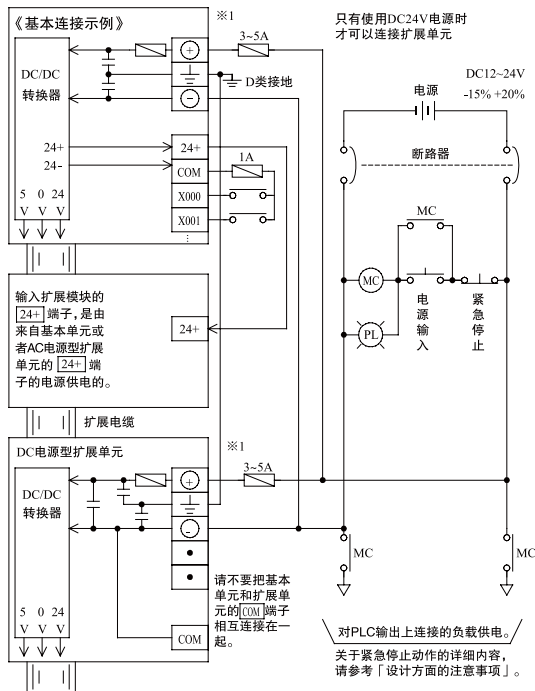 《基本连接示例》
※1
3~5A
只有使用DC24V电源时
才可以连接扩展单元
DC/DC
转换器
D类接地
电源
DC12~24V
-15% +20%
24+
24-
24+
COM
X000
X001
1A
断路器
5 0 24
V V V
MC
MC
PL
电源输入
紧急停止
输入扩展模块的
24+ 端子，是由
来自基本单元或
者AC电源型扩展
单元的 24+ 端
子的电源供电的。
24+
扩展电缆
DC电源型扩展单元
※1
3~5A
DC/DC
转换器
MC
MC
请不要把基本
单元和扩展单
元的COM端子
相互连接在一
起。
5 0 24
V V V
COM
对PLC输出上连接的负载供电。
关于紧急停止动作的详细内容，
请参考「设计方面的注意事项」。